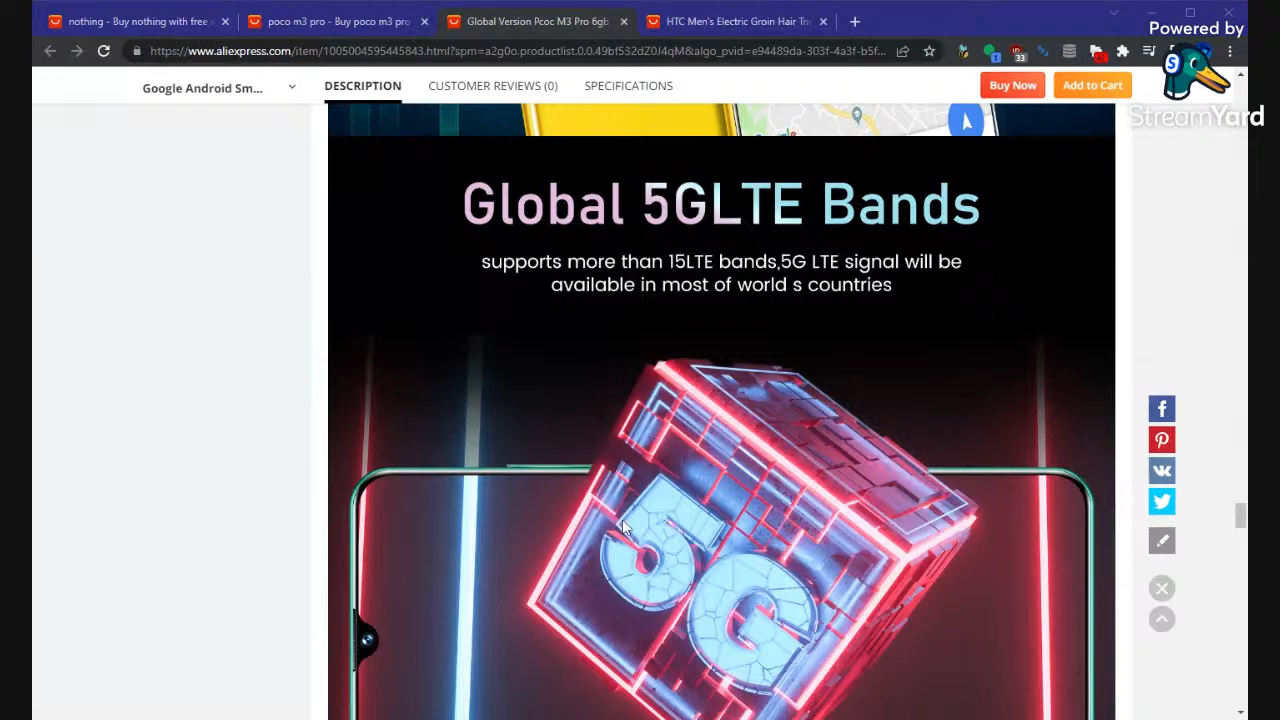 nothing - Buy nothing with free s
poco m3 pro - Buy poco m3 pro
Global Version Pcoc M3 Pro 6gb
HTC Men's Electric Groin Hair Tri
Powered by
https://www.aliexpress.com/item/1005004595445843.html?spm=a2g0o.productlist.0.0.49bf532dZ0J4qM&algo_pvid=e94489da-303f-4a3f-b5f...
1
33
S
StreamYard
Google Android Sm...
DESCRIPTION
CUSTOMER REVIEWS (0)
SPECIFICATIONS
Buy Now
Add to Cart
Global 5GLTE Bands
supports more than 15LTE bands,5G LTE signal will be
available in most of world s countries
5G